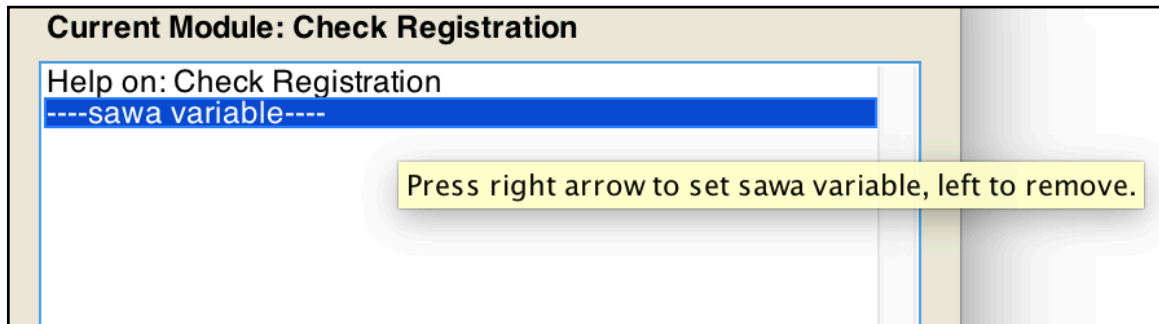 Current Module: Check Registration
Help on: Check Registration
----sawa variable----
Press right arrow to set sawa variable, left to remove.